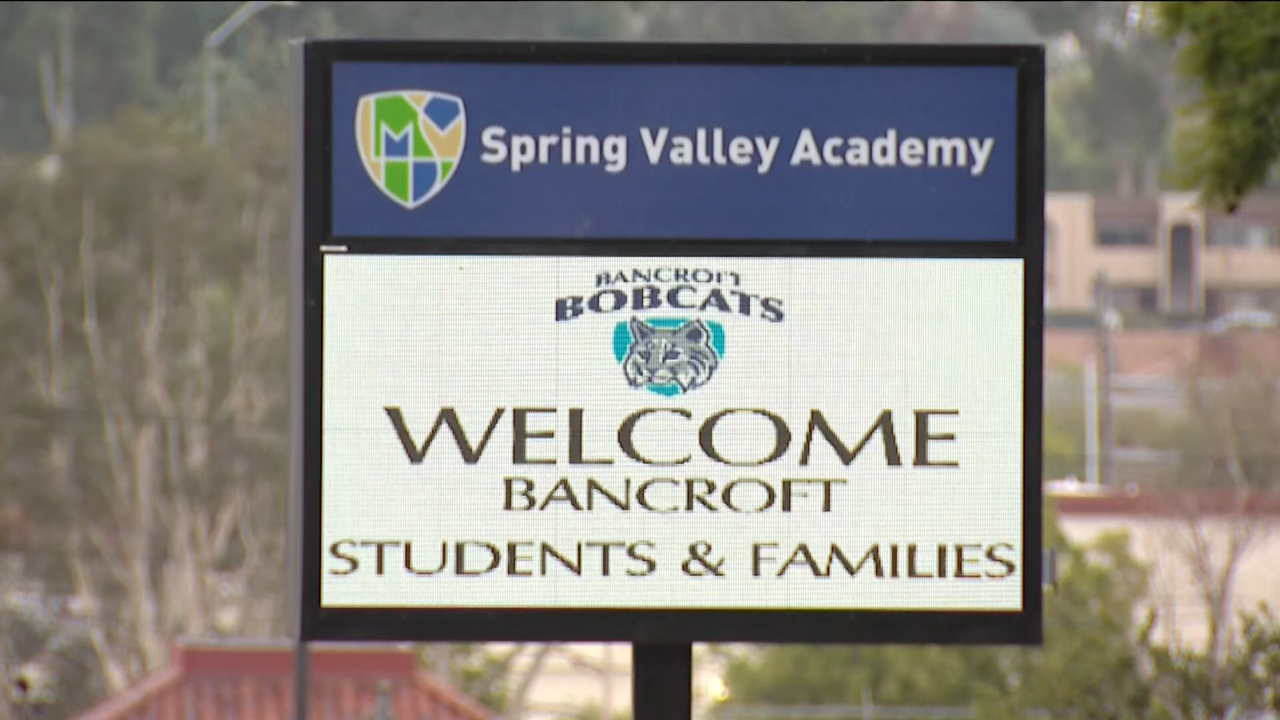 Spring Valley Academy
BANCROFT
BOBCATS
WELCOME
BANCROFT
STUDENTS & FAMILIES